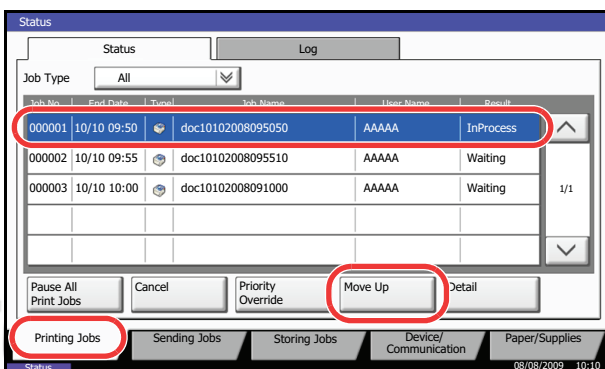 Status
Status Log
Job Type All
Job No. End Date Type Job Name User Name Result
000001 10/10 09:50 doc10102008095050 AAAAA InProcess
000002 10/10 09:55 doc10102008095510 AAAAA Waiting
000003 10/10 10:00 doc10102008091000 AAAAA Waiting
1/1
Pause All
Print Jobs
Cancel
Priority
Override
Move Up
Detail
Printing Jobs
Sending Jobs
Storing Jobs
Device/
Communication
Paper/Supplies
Status 08/08/2009 10:10